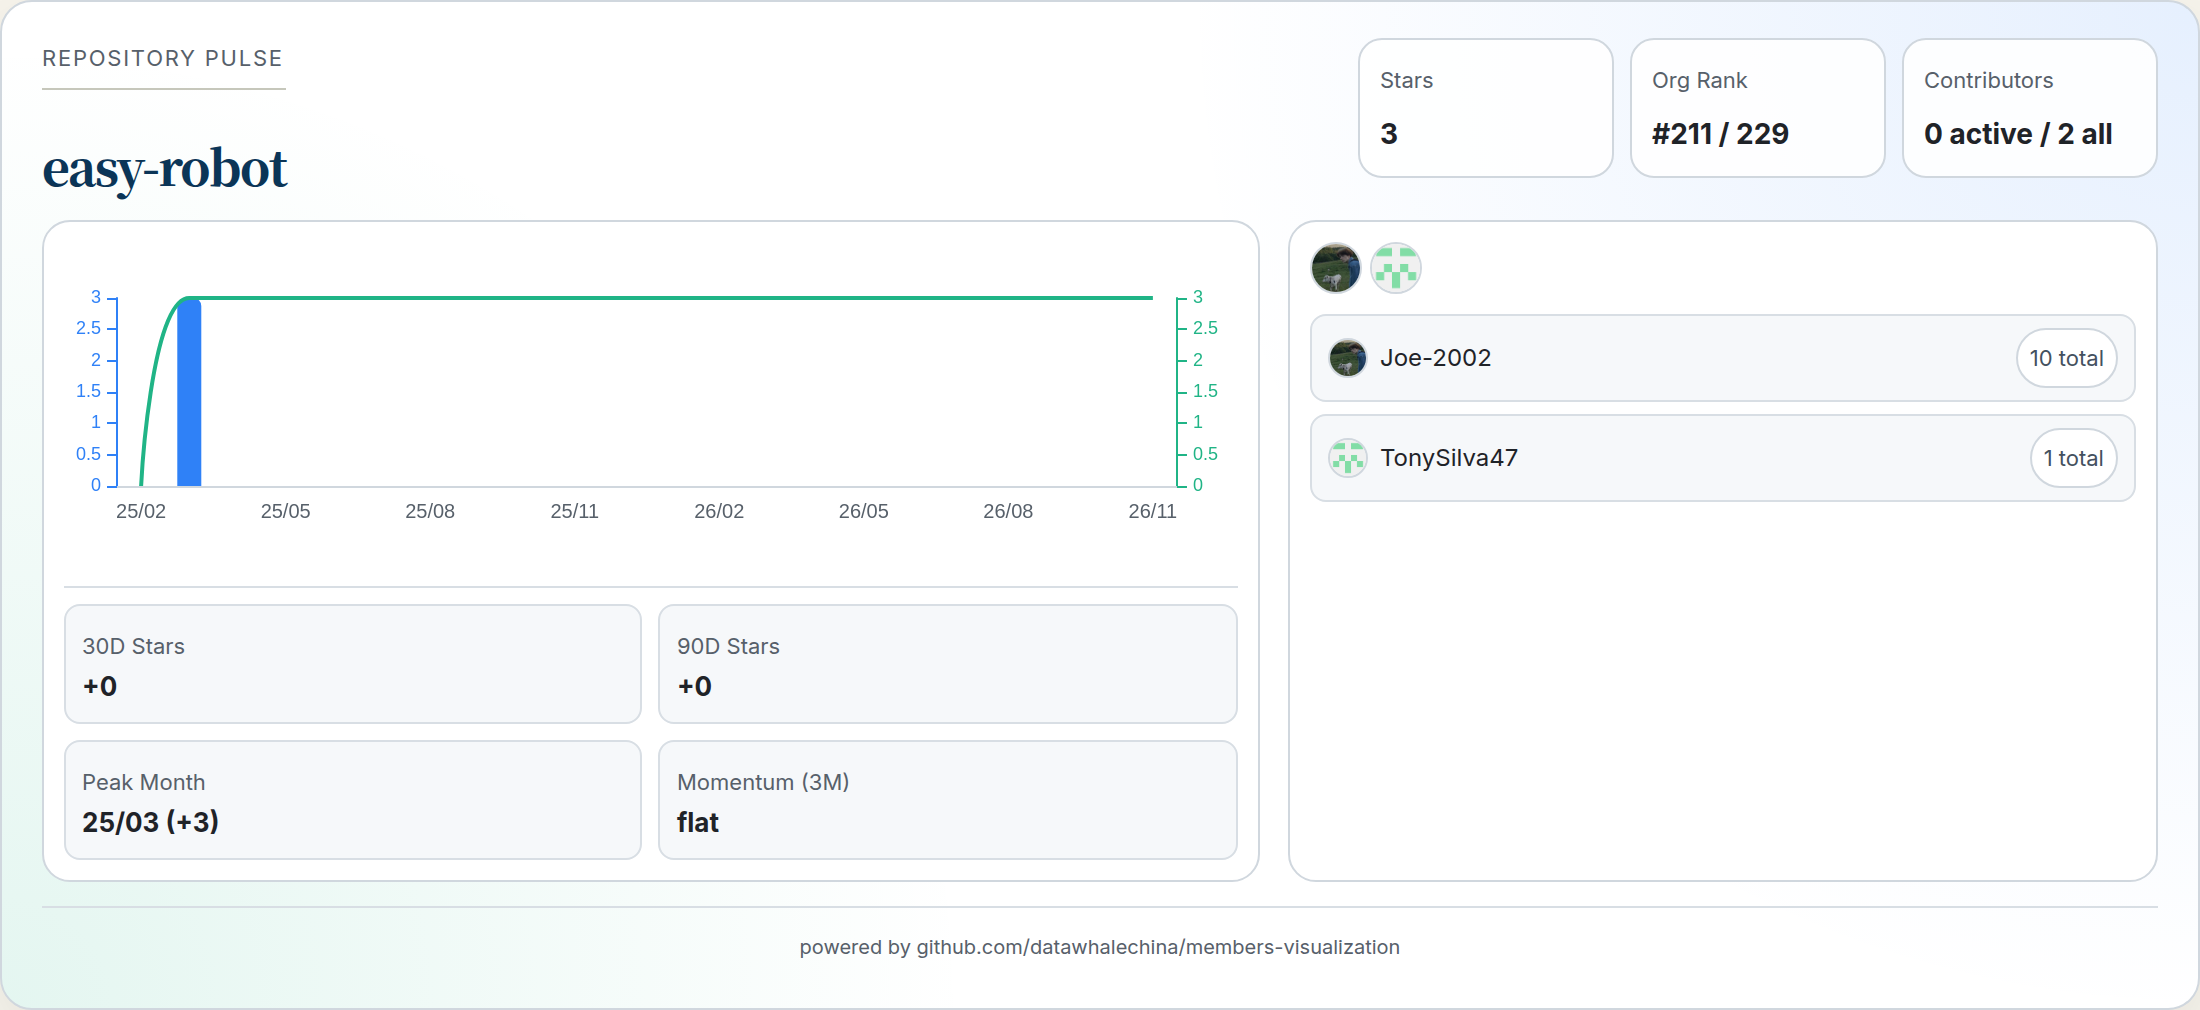 REPOSITORY PULSE
easy-robot
Stars
3
Org Rank
#211 / 229
Contributors
0 active / 2 all
3
2.5
2
1.5
1
0.5
0
3
2.5
2
1.5
1
0.5
0
25/02
25/05
25/08
25/11
26/02
26/05
26/08
26/11
30D Stars
+0
90D Stars
+0
Peak Month
25/03 (+3)
Momentum (3M)
flat
Joe-2002
10 total
TonySilva47
1 total
powered by github.com/datawhalechina/members-visualization